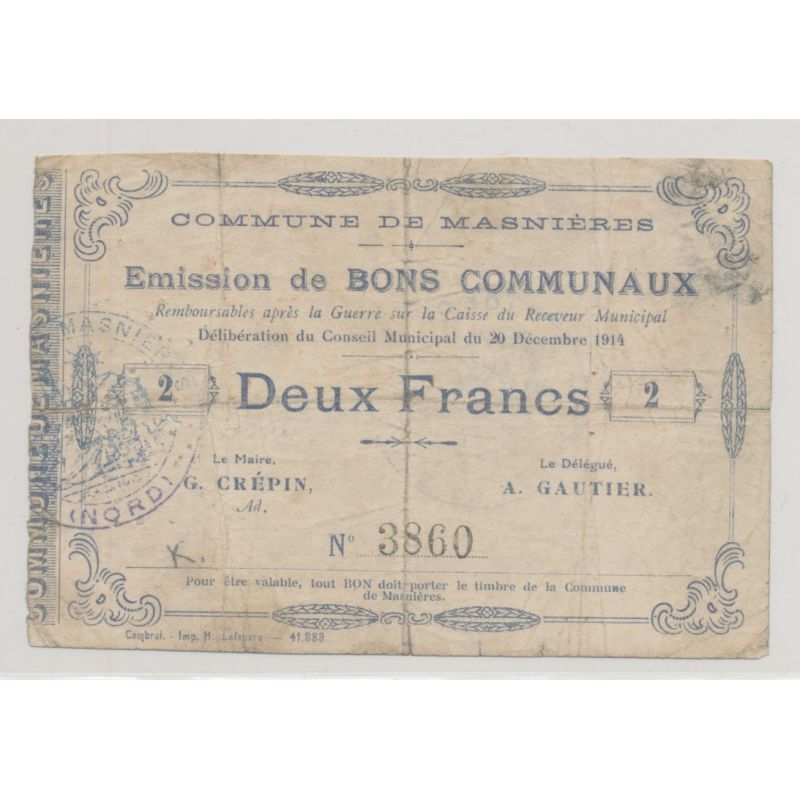 COMMUNE DE MASNIÈRES
Emission de BONS COMMUNAUX
Remboursables après la Guerre sur la Caisse du Receveur Municipal
Délibération du Conseil Municipal du 20 Décembre 1914
2 Deux Francs 2
Le Maire,
G. CRÉPIN,
Ad.
Le Délégué,
A. GAUTIER.
No 3860
K.
Pour être valable, tout BON doit porter le timbre de la Commune
de Masnières.
Cambrai. - Imp. H. Lefebvre — 41.888
COMMUNE DE MASNIERES
MASNIERES
(NORD)